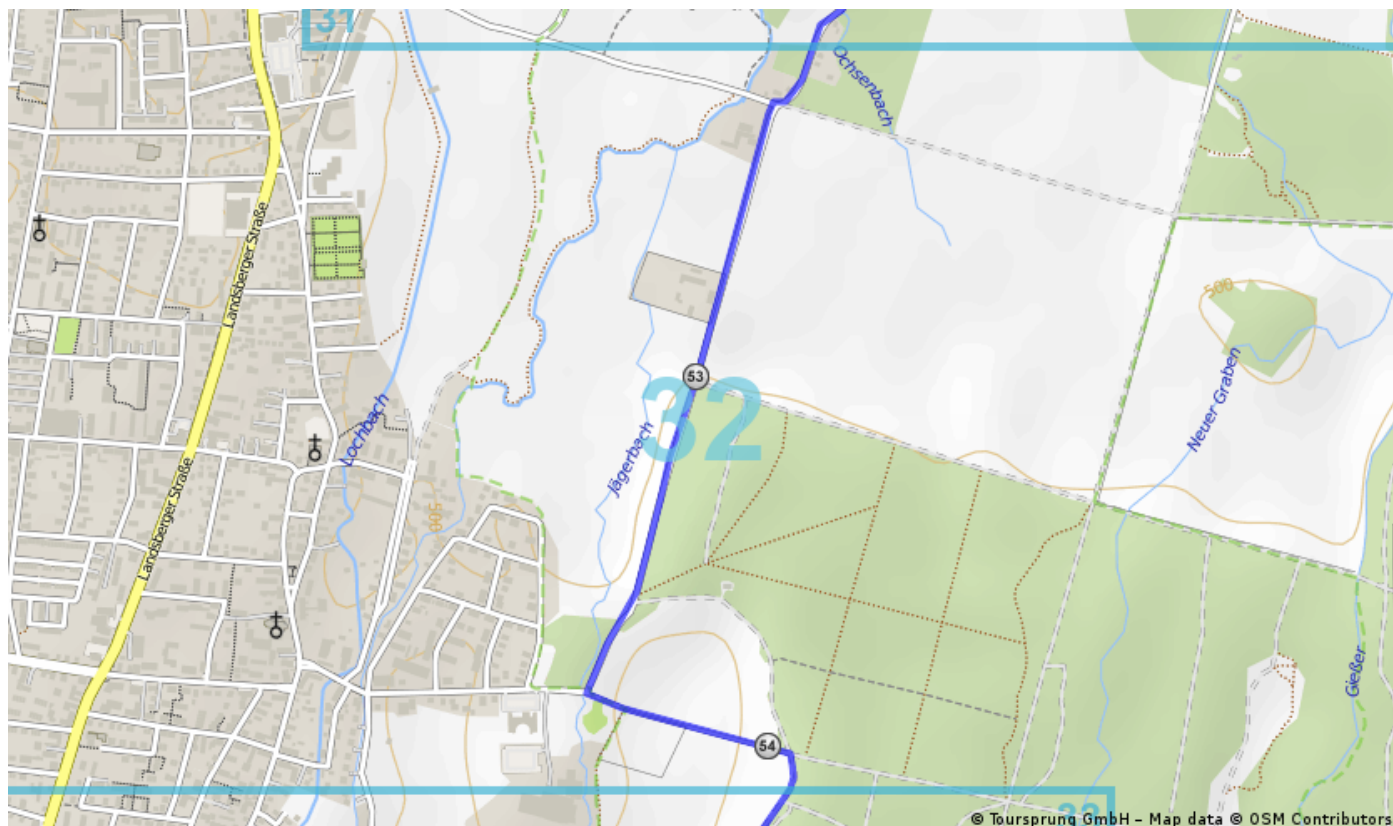 31
Ochsenbach
Landsberger Straße
500
53
32
Neuer Graben
Lochbach
Jägerbach
Landsberger Straße
500
Gießer
54
33
© Toursprung GmbH – Map data © OSM Contributors